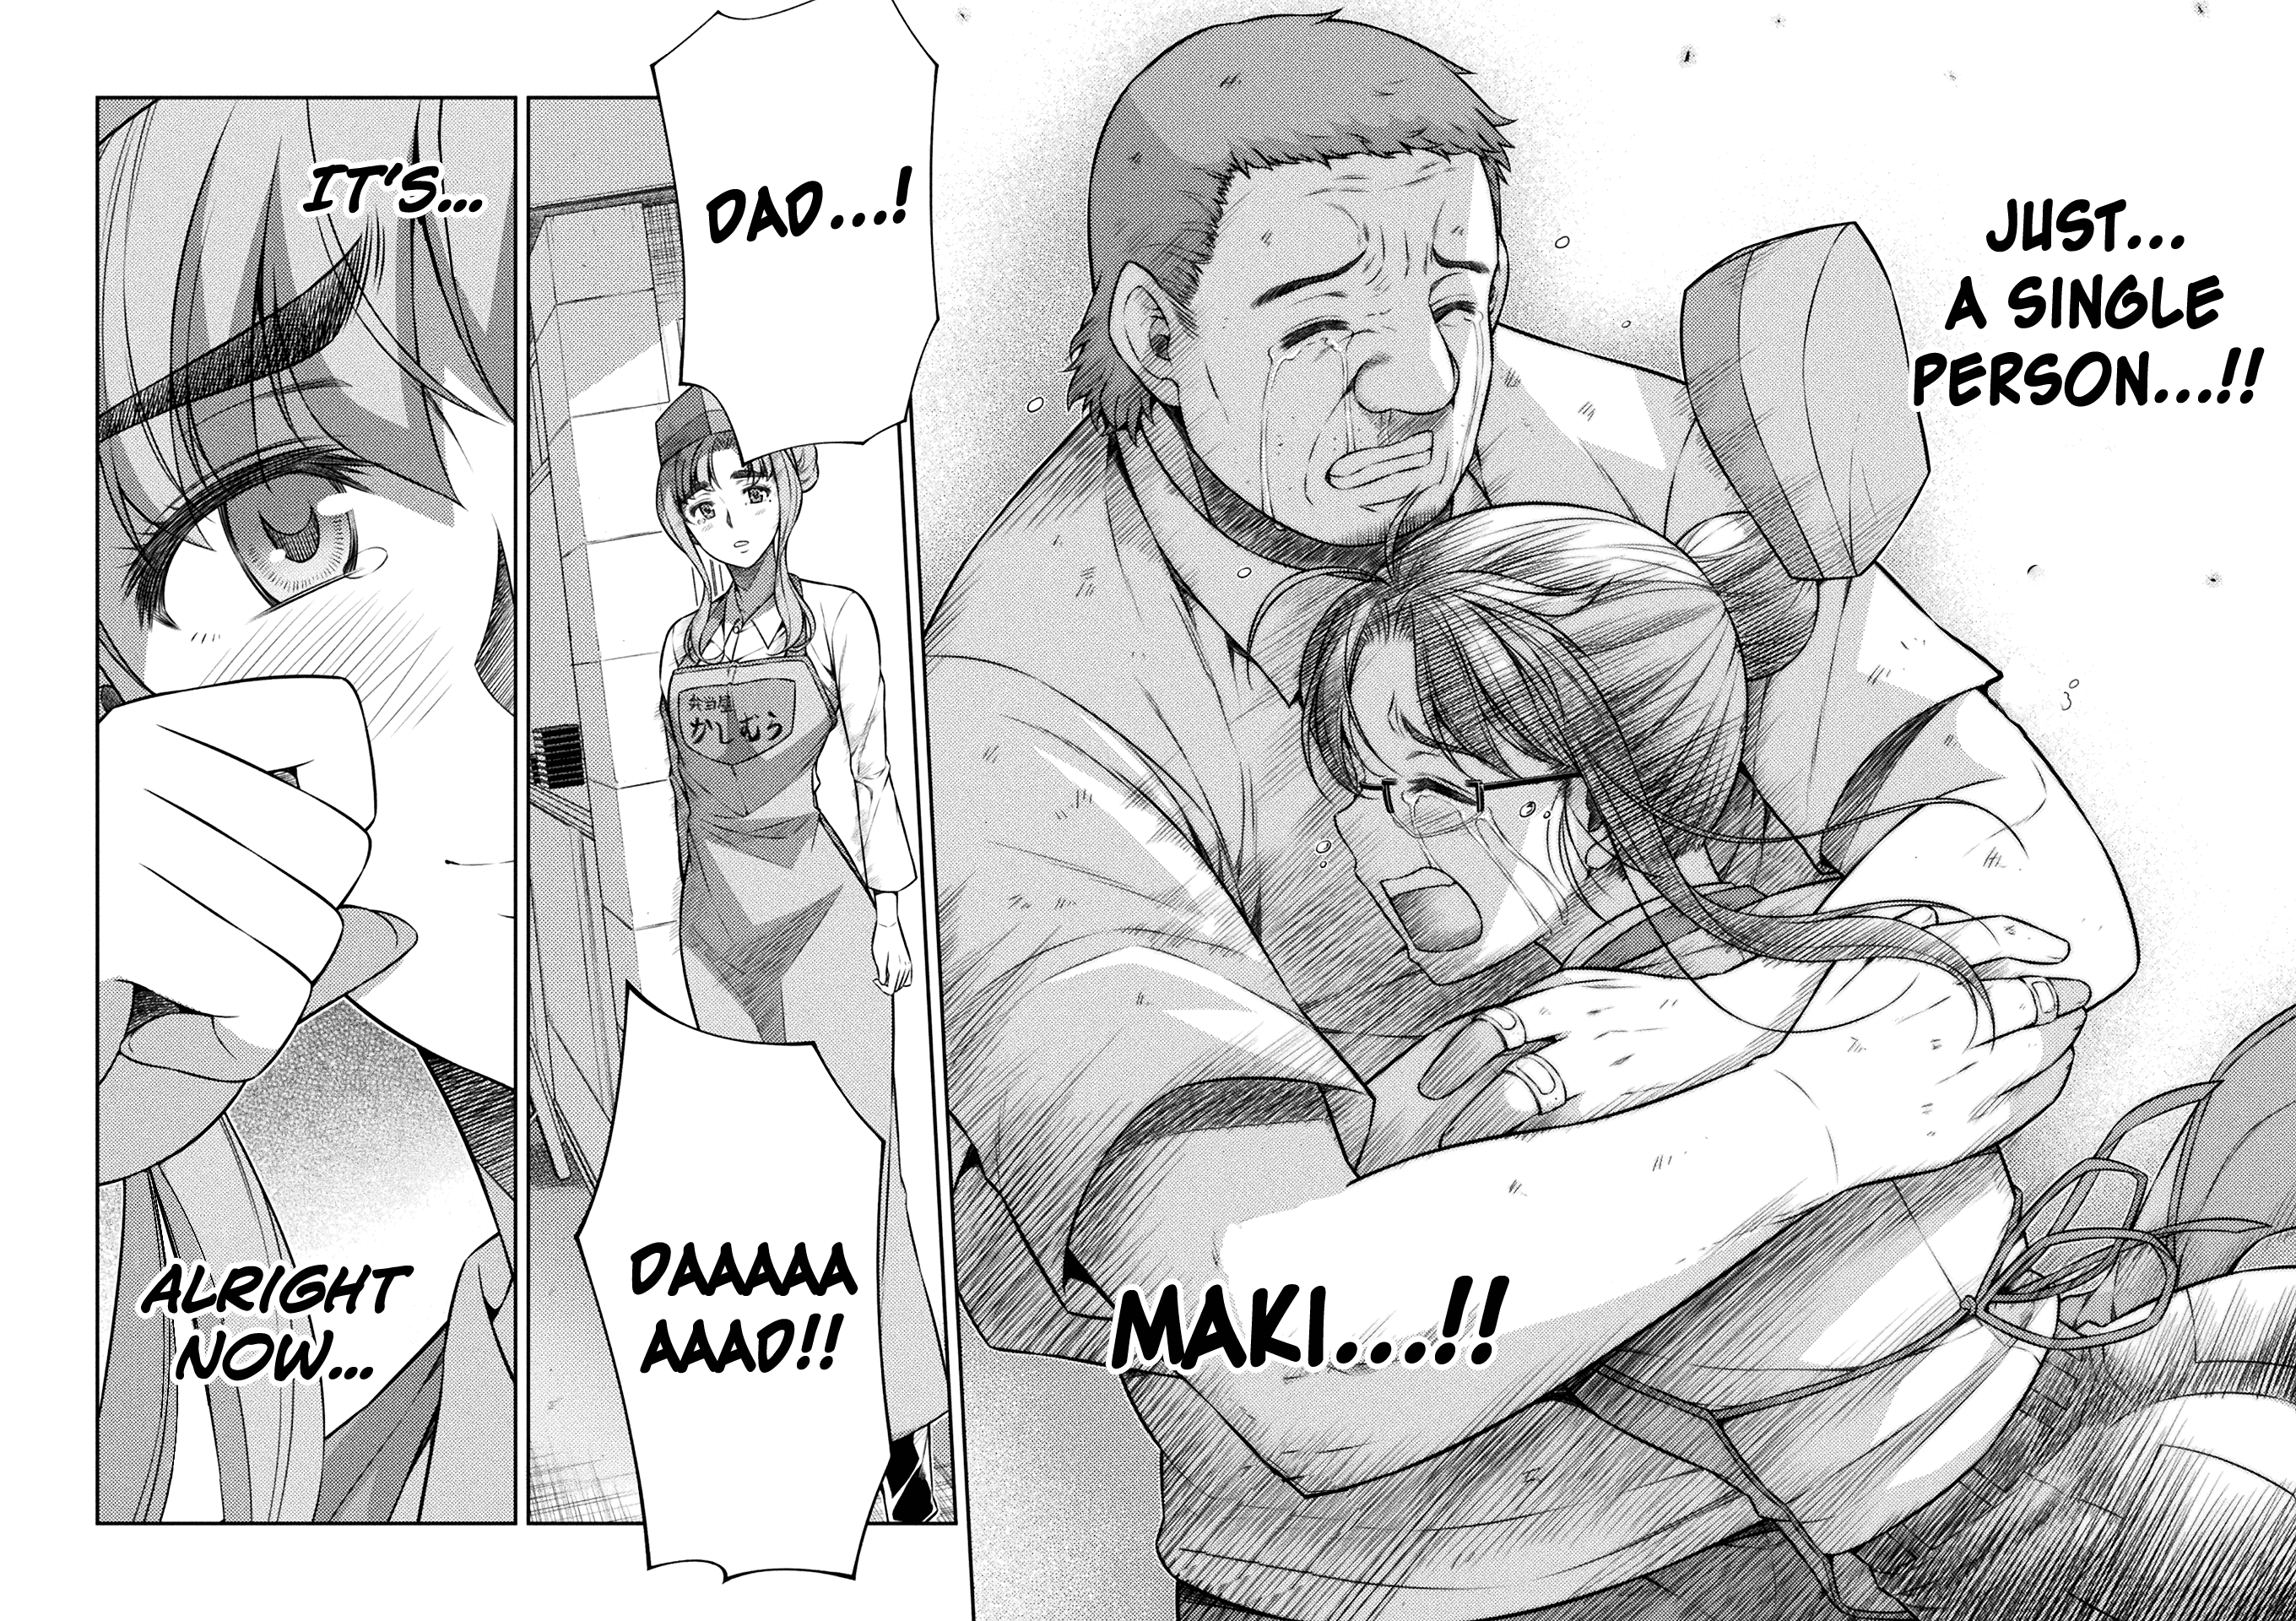 JUST...
A SINGLE
PERSON...!!
MAKI...!!
DAD...!
弁当屋
かしむら
DAAAAA
AAAD!!
IT'S...
ALRIGHT
NOW...